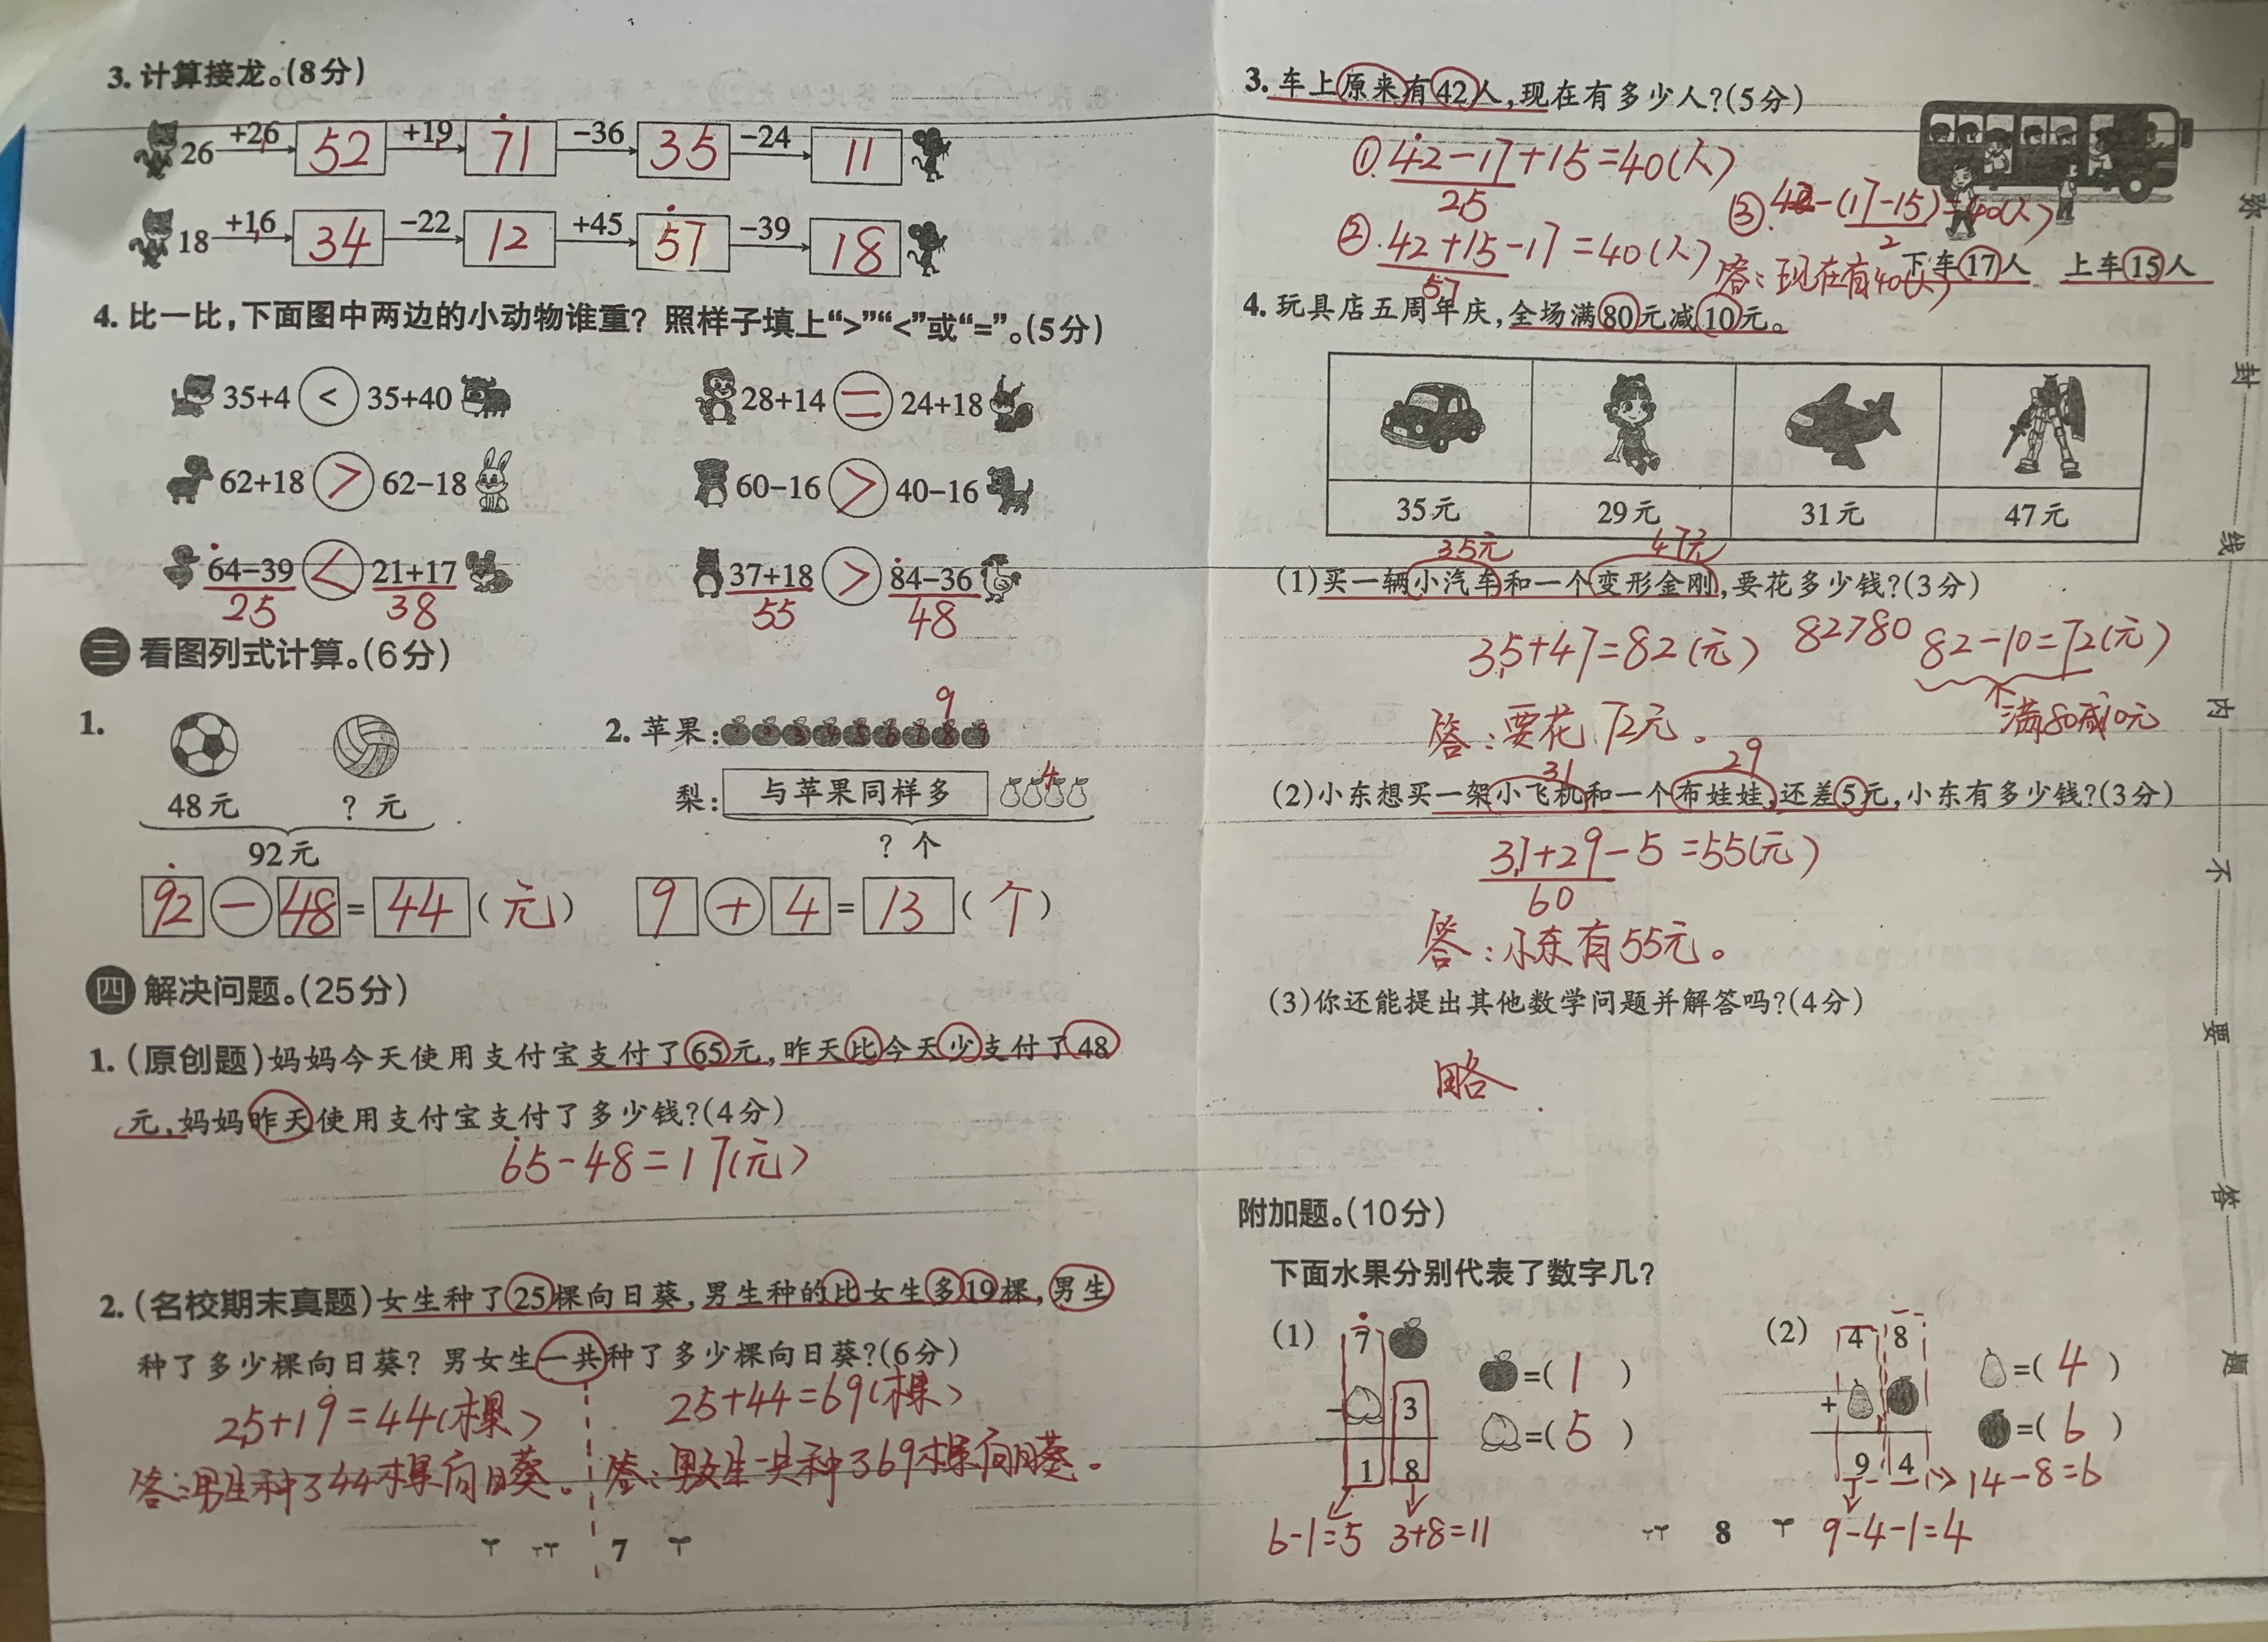 3. 计算接龙。(8分)
26 +26 52 +19 71 -36 35 -24 11
18 +16 34 -22 12 +45 57 -39 18
4. 比一比,下面图中两边的小动物谁重?照样子填上“>”“<”或“=”。(5分)
35+4 < 35+40 28+14 = 24+18
62+18 > 62-18 60-16 > 40-16
64-39 < 21+17 37+18 > 84-36
25 38 55 48
三 看图列式计算。(6分)
1.
48元 ? 元
92元
92 - 48 = 44 (元)
9
2. 苹果:
梨: 与苹果同样多 4
? 个
9 + 4 = 13 (个)
四 解决问题。(25分)
1. (原创题)妈妈今天使用支付宝支付了65元,昨天比今天少支付了48
元,妈妈昨天使用支付宝支付了多少钱?(4分)
65-48=17(元)
2. (名校期末真题)女生种了25棵向日葵,男生种的比女生多19棵,男生
种了多少棵向日葵?男女生一共种了多少棵向日葵?(6分)
25+19=44(棵) 25+44=69(棵)
答:男生种了44棵向日葵。 答:男女生一共种了69棵向日葵。
7
3. 车上原来有42人,现在有多少人?(5分)
①. 42-17+15=40(人)
25
③. 42-(17-15)=40(人)
2
②. 42+15-17=40(人)
57
答:现在有40(人)
下车17人 上车15人
4. 玩具店五周年庆,全场满80元减10元。
35元 29元 31元 47元
35元 47元
(1)买一辆小汽车和一个变形金刚,要花多少钱?(3分)
35+47=82(元) 82>80 82-10=72(元)
满80减10元
答:要花72元。
31 29
(2)小东想买一架小飞机和一个布娃娃,还差5元,小东有多少钱?(3分)
31+29-5=55(元)
60
答:小东有55元。
(3)你还能提出其他数学问题并解答吗?(4分)
略
附加题。(10分)
下面水果分别代表了数字几?
(1) 7
- 3
1 8
=(1)
=(5)
6-1=5 3+8=11
(2) 4 8
+
9 4
=(4)
=(6)
14-8=6
9-4-1=4
8
封
线
内
不
要
答
题